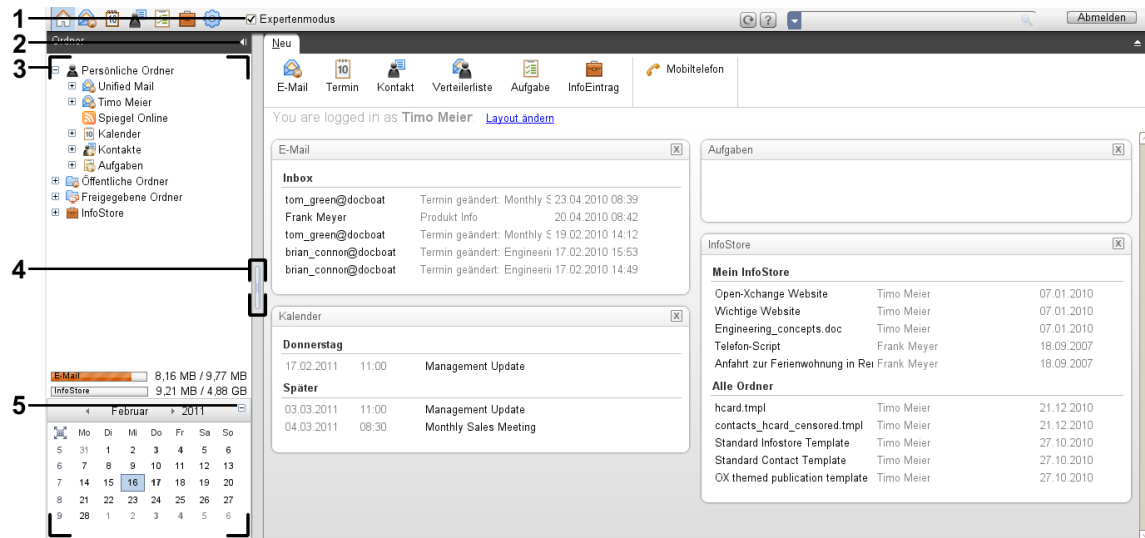 1
10
Expertenmodus
?
Abmelden
2
Ordner
Neu
3
Persönliche Ordner
Unified Mail
Timo Meier
Spiegel Online
10 Kalender
Kontakte
Aufgaben
Öffentliche Ordner
Freigegebene Ordner
InfoStore
10
E-Mail Termin Kontakt Verteilerliste Aufgabe InfoEintrag
Mobiltelefon
You are logged in as Timo Meier. Layout ändern
E-Mail X
Inbox
tom_green@docboat Termin geändert: Monthly S 23.04.2010 08:39
Frank Meyer Produkt Info 20.04.2010 08:42
tom_green@docboat Termin geändert: Monthly S 19.02.2010 14:12
brian_connor@docboat Termin geändert: Engineerin 17.02.2010 15:53
brian_connor@docboat Termin geändert: Engineerin 17.02.2010 14:49
4
Kalender X
Donnerstag
17.02.2011 11:00 Management Update
Später
03.03.2011 11:00 Management Update
04.03.2011 08:30 Monthly Sales Meeting
Aufgaben X
InfoStore X
Mein InfoStore
Open-Xchange Website Timo Meier 07.01.2010
Wichtige Website Timo Meier 07.01.2010
Engineering_concepts.doc Timo Meier 07.01.2010
Telefon-Script Frank Meyer 18.09.2007
Anfahrt zur Ferienwohnung in Rei Frank Meyer 18.09.2007
Alle Ordner
hcard.tmpl Timo Meier 21.12.2010
contacts_hcard_censored.tmpl Timo Meier 21.12.2010
Standard Infostore Template Timo Meier 27.10.2010
Standard Contact Template Timo Meier 27.10.2010
OX themed publication template Timo Meier 27.10.2010
E-Mail 8,16 MB / 9,77 MB
InfoStore 9,21 MB / 4,88 GB
5
Februar 2011
Mo Di Mi Do Fr Sa So
5 31 1 2 3 4 5 6
6 7 8 9 10 11 12 13
7 14 15 16 17 18 19 20
8 21 22 23 24 25 26 27
9 28 1 2 3 4 5 6